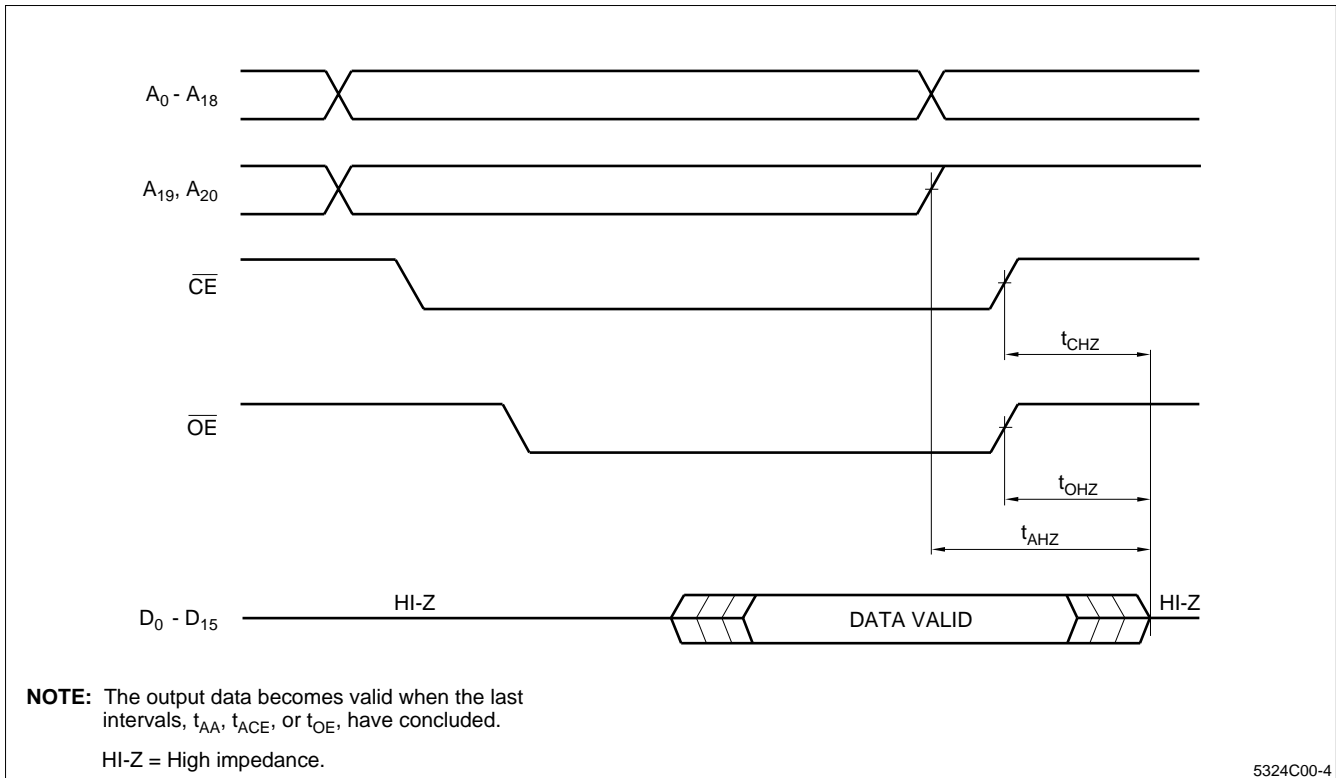 A0 - A18
A19, A20
CE
tCHZ
OE
tOHZ
tAHZ
D0 - D15
HI-Z
DATA VALID
HI-Z
NOTE: The output data becomes valid when the last
intervals, tAA, tACE, or tOE, have concluded.
HI-Z = High impedance.
5324C00-4